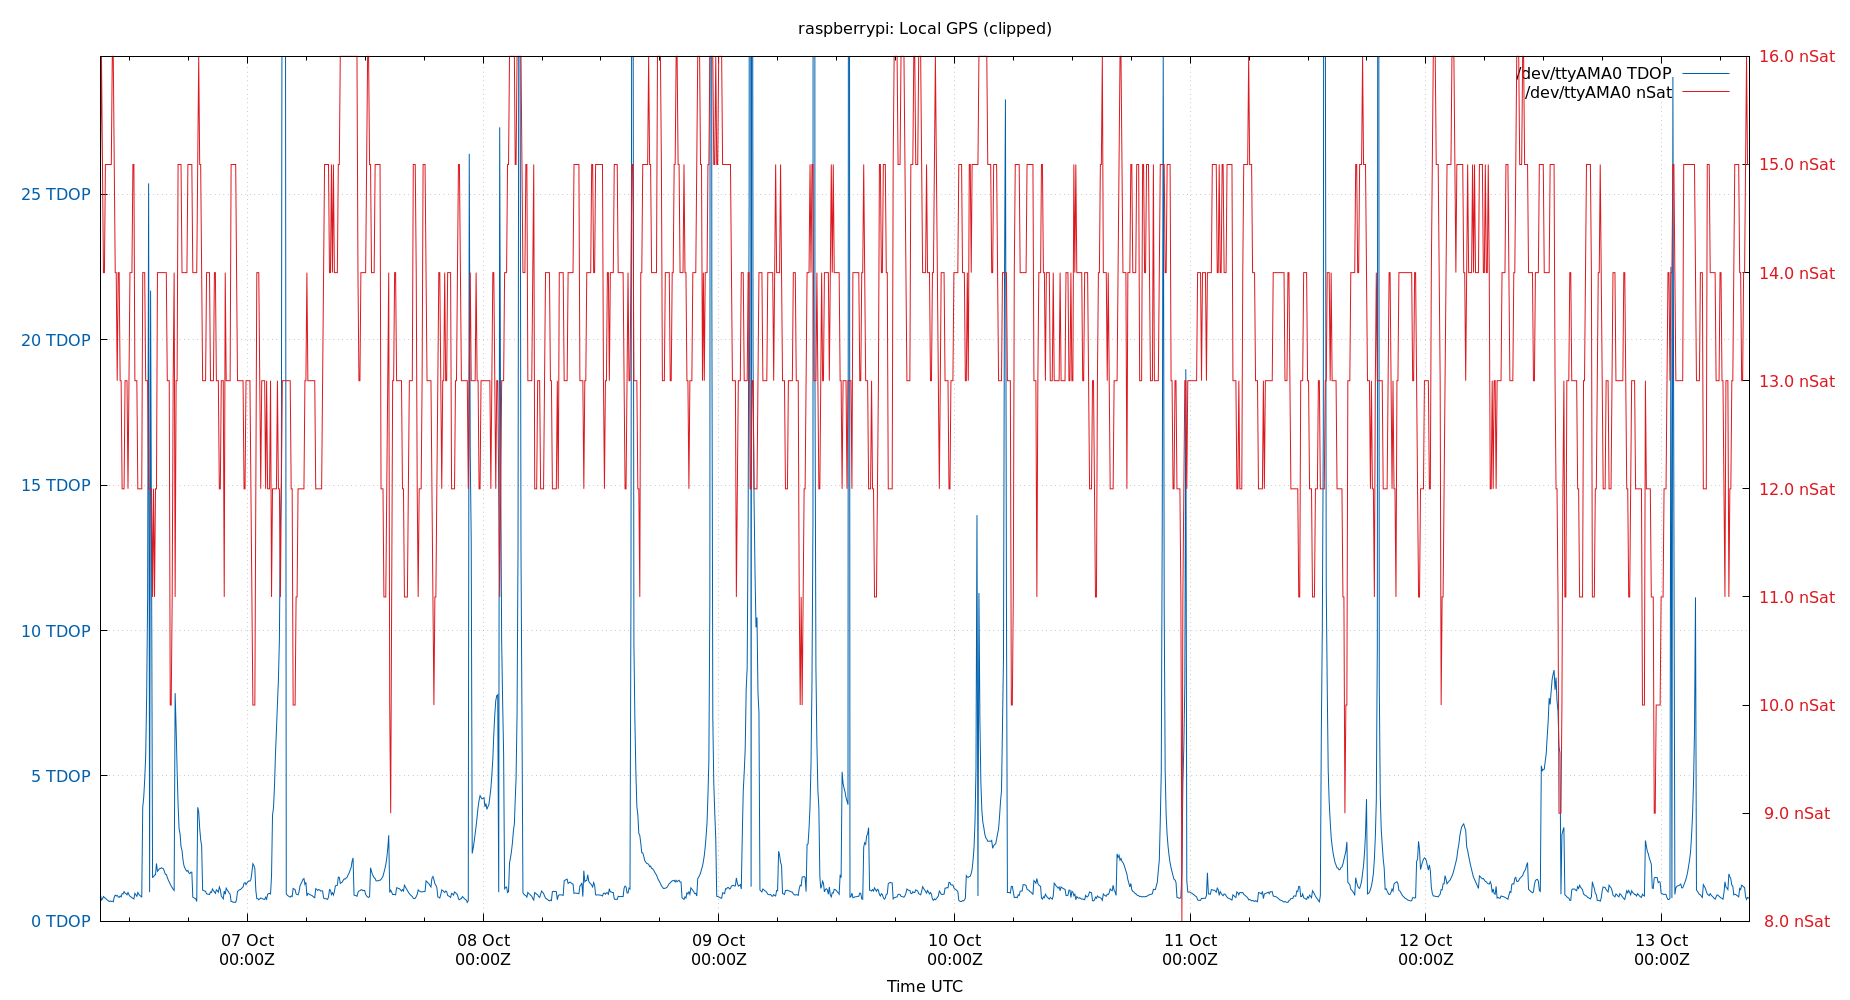 raspberrypi: Local GPS (clipped)
/dev/ttyAMA0 TDOP
/dev/ttyAMA0 nSat
25 TDOP
20 TDOP
15 TDOP
10 TDOP
5 TDOP
0 TDOP
16.0 nSat
15.0 nSat
14.0 nSat
13.0 nSat
12.0 nSat
11.0 nSat
10.0 nSat
9.0 nSat
8.0 nSat
07 Oct
00:00Z
08 Oct
00:00Z
09 Oct
00:00Z
10 Oct
00:00Z
11 Oct
00:00Z
12 Oct
00:00Z
13 Oct
00:00Z
Time UTC